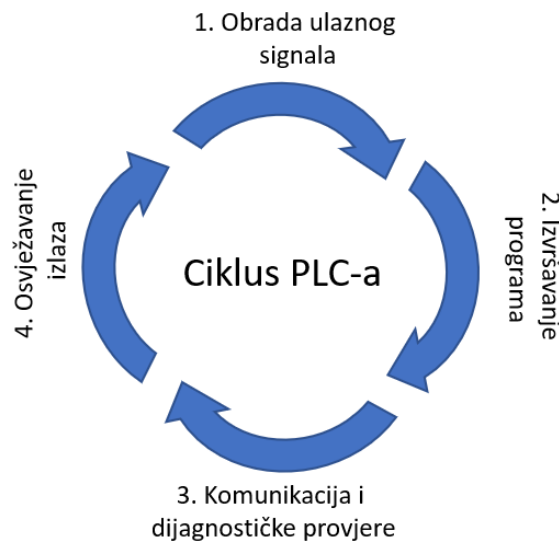 1. Obrada ulaznog
signala
2. Izvršavanje
programa
Ciklus PLC-a
3. Komunikacija i
dijagnostičke provjere
4. Osvježavanje
izlaza